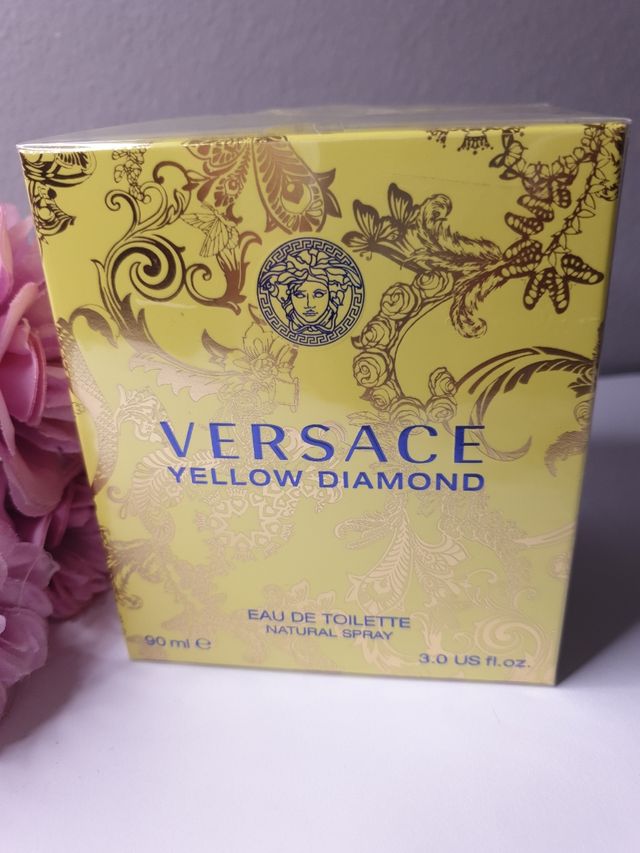 VERSACE
YELLOW DIAMOND
EAU DE TOILETTE
NATURAL SPRAY
90 ml ℮
3.0 US fl.oz.